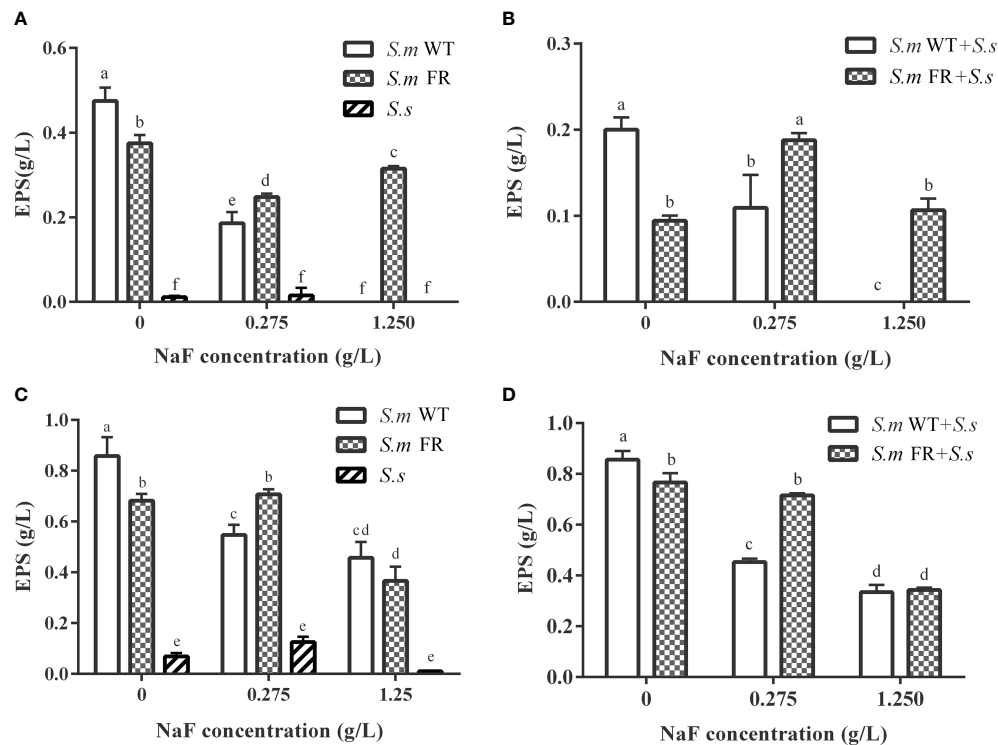 A
0.6
0.4
0.2
0.0
EPS(g/L)
S.m WT
S.m FR
S.s
a
b
f
e
d
f
f
c
f
0
0.275
1.250
NaF concentration (g/L)
B
0.3
0.2
0.1
0.0
EPS (g/L)
S.m WT+S.s
S.m FR+S.s
a
b
b
a
c
b
0
0.275
1.250
NaF concentration (g/L)
C
1.0
0.8
0.6
0.4
0.2
0.0
EPS (g/L)
S.m WT
S.m FR
S.s
a
b
e
c
b
e
cd
d
e
0
0.275
1.25
NaF concentration (g/L)
D
1.0
0.8
0.6
0.4
0.2
0.0
EPS (g/L)
S.m WT+S.s
S.m FR+S.s
a
b
c
b
d
d
0
0.275
1.250
NaF concentration (g/L)